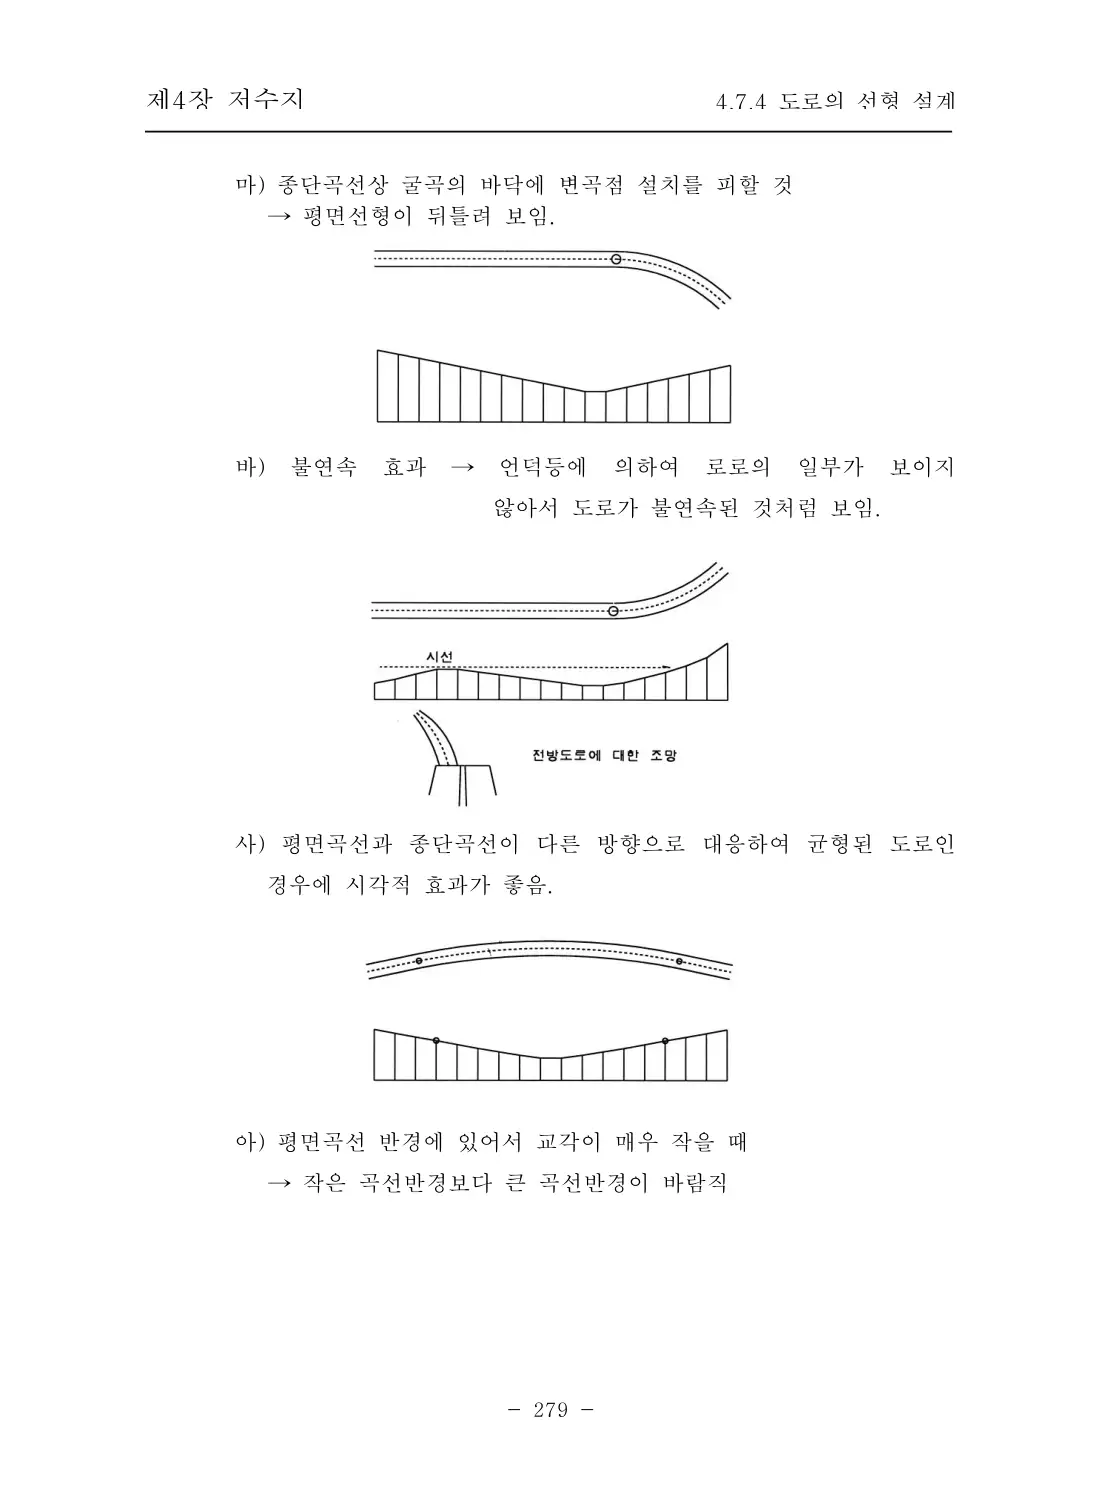 제4장 저수지
4.7.4 도로의 선형 설계
마) 종단곡선상 굴곡의 바닥에 변곡점 설치를 피할 것
→ 평면선형이 뒤틀려 보임.
바) 불연속 효과 → 언덕등에 의하여 로로의 일부가 보이지
않아서 도로가 불연속된 것처럼 보임.
시선
전방도로에 대한 조망
사) 평면곡선과 종단곡선이 다른 방향으로 대응하여 균형된 도로인
경우에 시각적 효과가 좋음.
아) 평면곡선 반경에 있어서 교각이 매우 작을 때
→ 작은 곡선반경보다 큰 곡선반경이 바람직
- 279 -